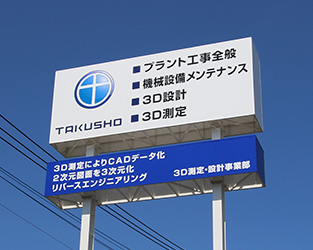 ■プラント工事全般
■機械設備メンテナンス
■3D設計
■3D測定
TAKUSHO
3D測定によりCADデータ化
2次元図面を3次元化
リバースエンジニアリング 3D測定・設計事業部